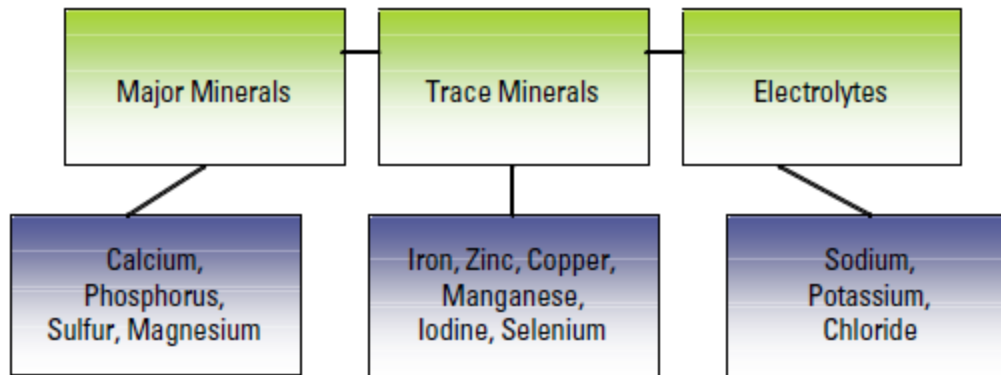 Major Minerals
Trace Minerals
Electrolytes
Calcium,
Phosphorus,
Sulfur, Magnesium
Iron, Zinc, Copper,
Manganese,
Iodine, Selenium
Sodium,
Potassium,
Chloride